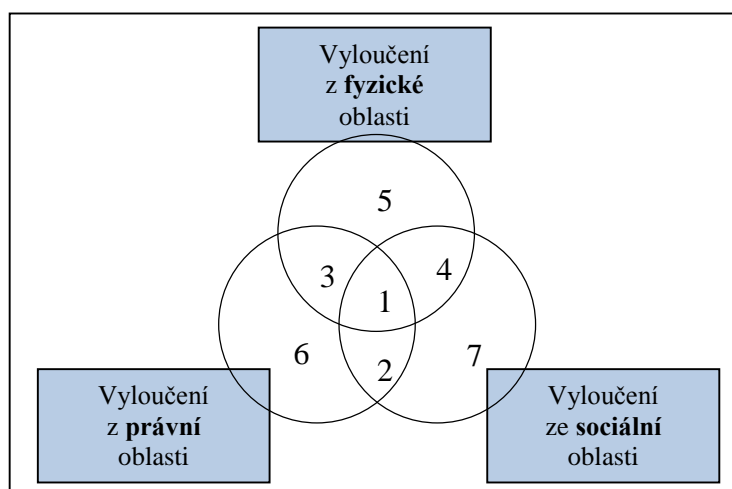 Vyloučení
z fyzické
oblasti
5
3
4
1
6
2
7
Vyloučení
z právní
oblasti
Vyloučení
ze sociální
oblasti